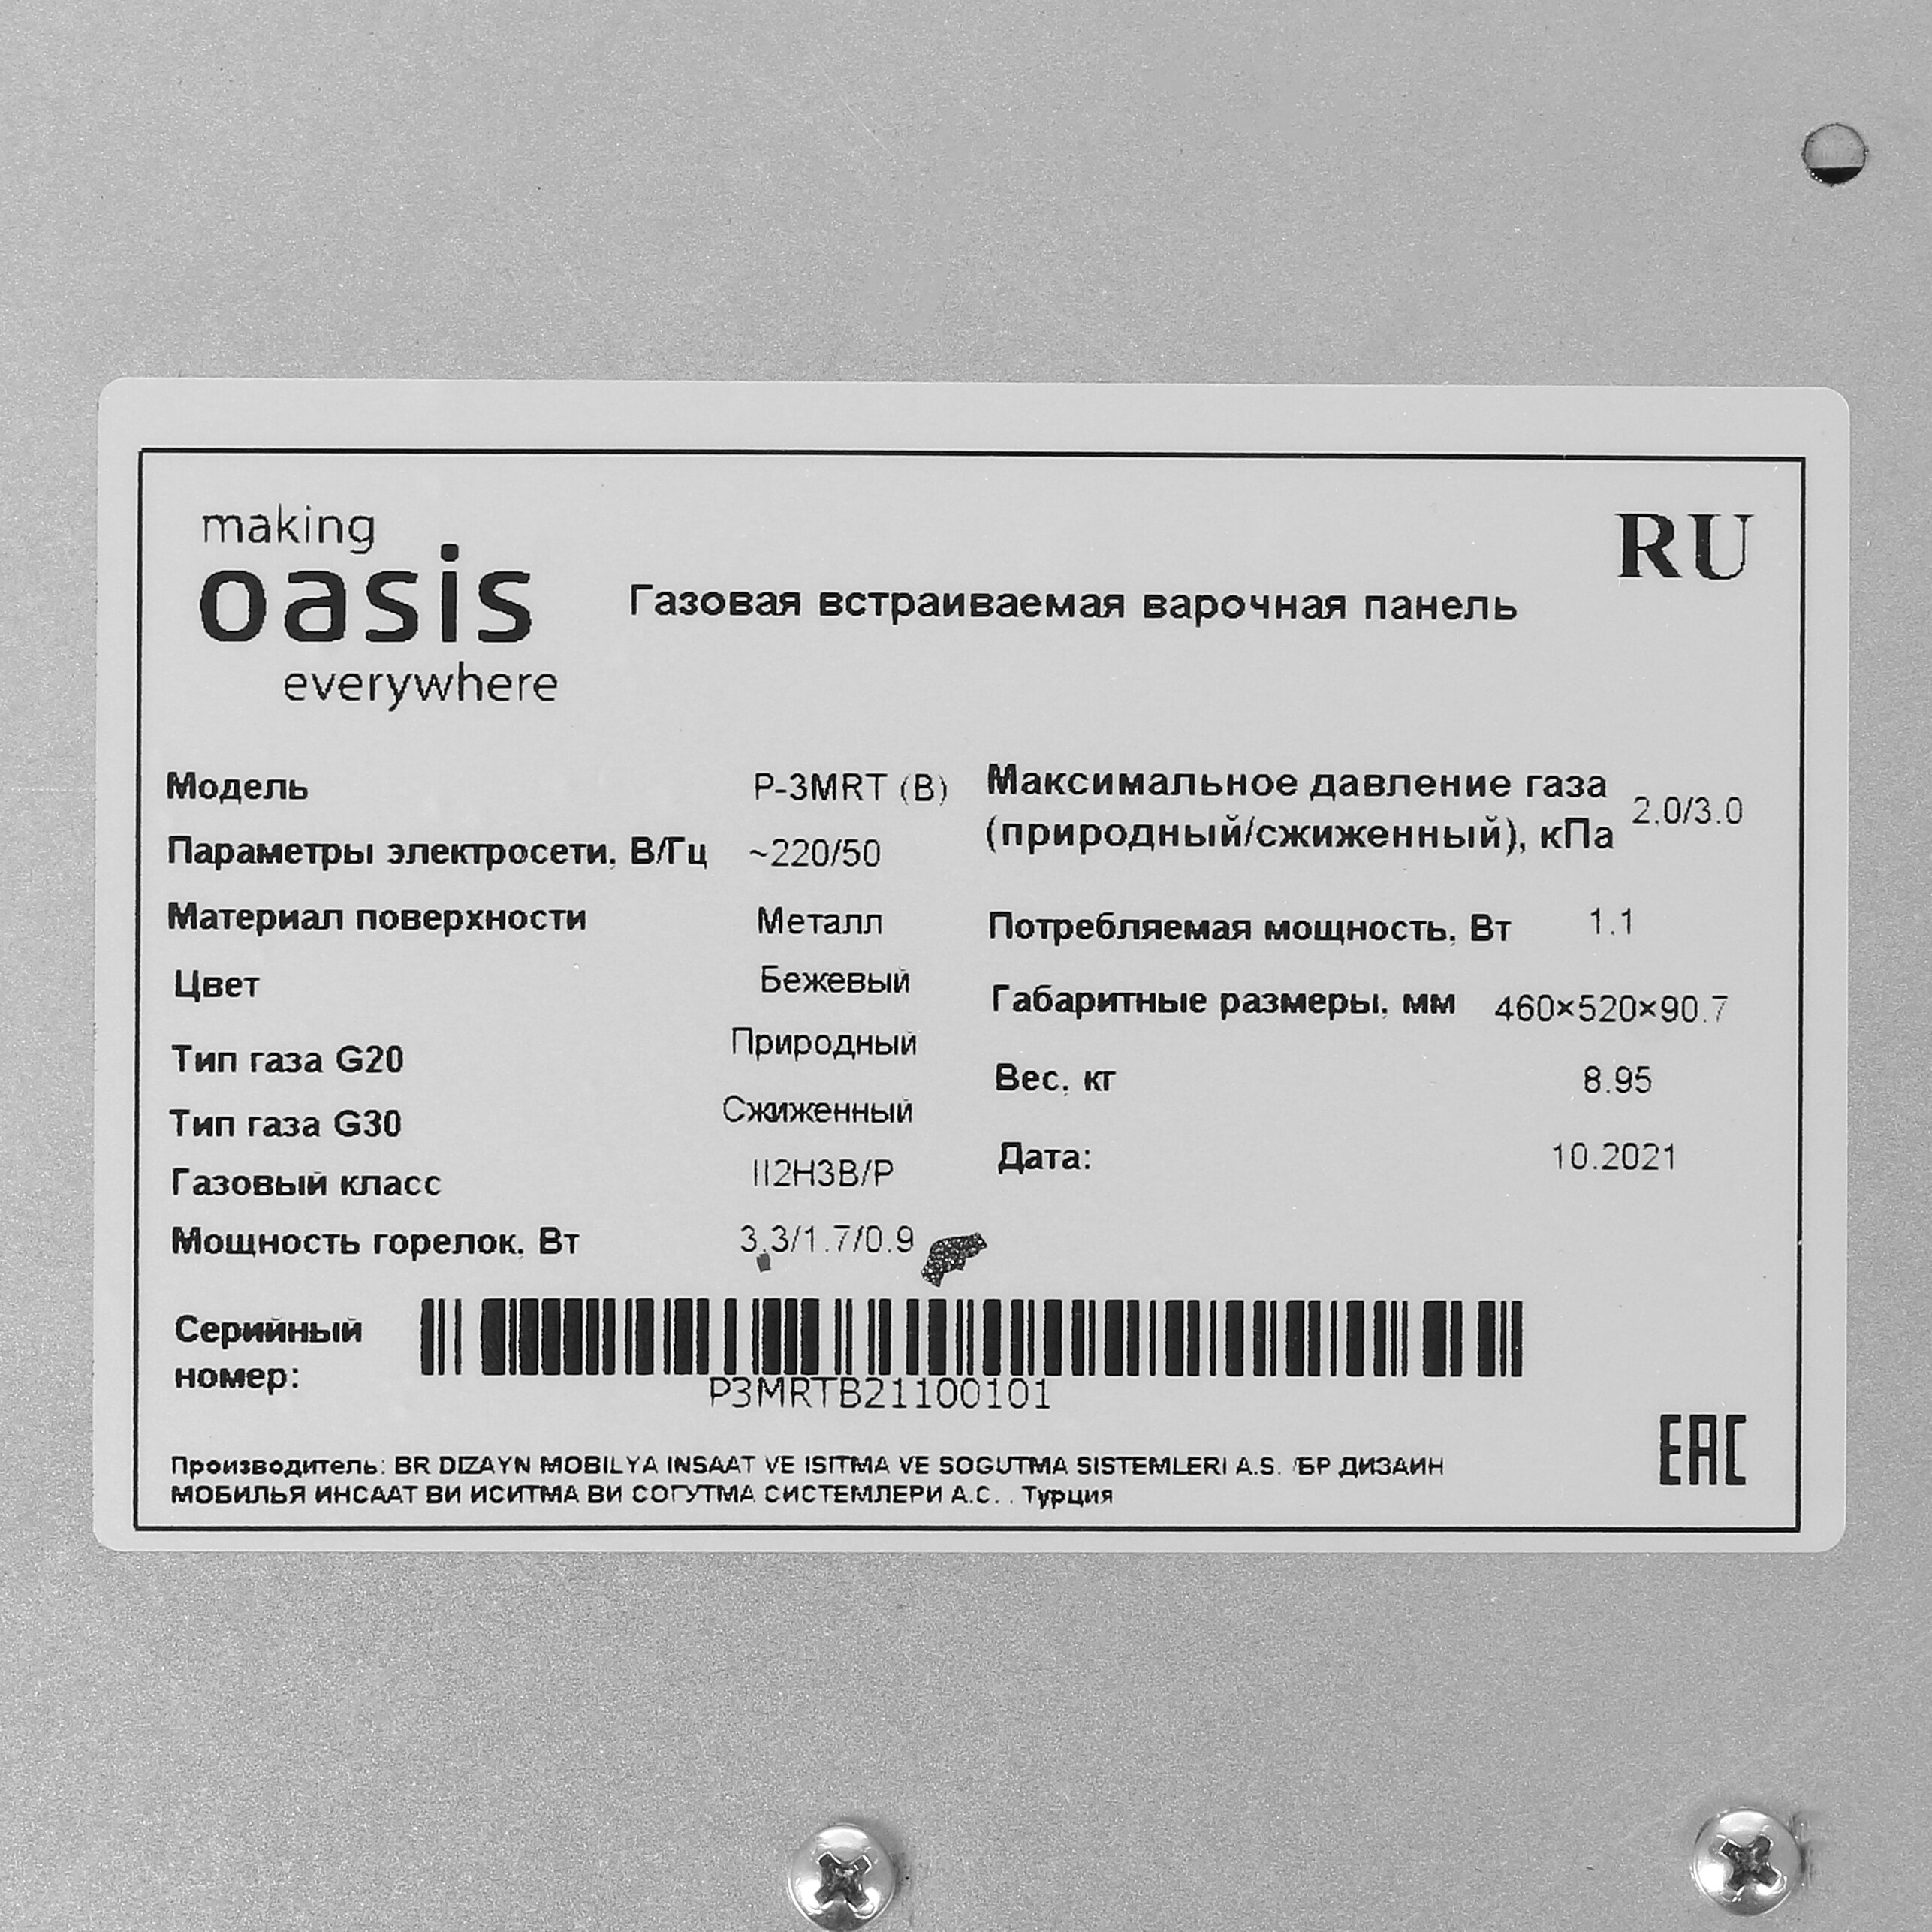 making
oasis
everywhere
RU
Газовая встраиваемая варочная панель
Модель P-3MRT (B)
Параметры электросети, В/Гц ~220/50
Материал поверхности Металл
Цвет Бежевый
Тип газа G20 Природный
Тип газа G30 Сжиженный
Газовый класс II2H3B/P
Мощность горелок, Вт 3.3/1.7/0.9
Максимальное давление газа
(природный/сжиженный), кПа 2.0/3.0
Потребляемая мощность, Вт 1.1
Габаритные размеры, мм 460×520×90.7
Вес, кг 8.95
Дата: 10.2021
Серийный
номер:
P3MRTB21100101
Производитель: BR DIZAYN MOBILYA INSAAT VE ISITMA VE SOGUTMA SISTEMLERI A.S. /БР ДИЗАЙН
МОБИЛЬЯ ИНСААТ ВИ ИСИТМА ВИ СОГУТМА СИСТЕМЛЕРИ А.С. . Турция
EAC